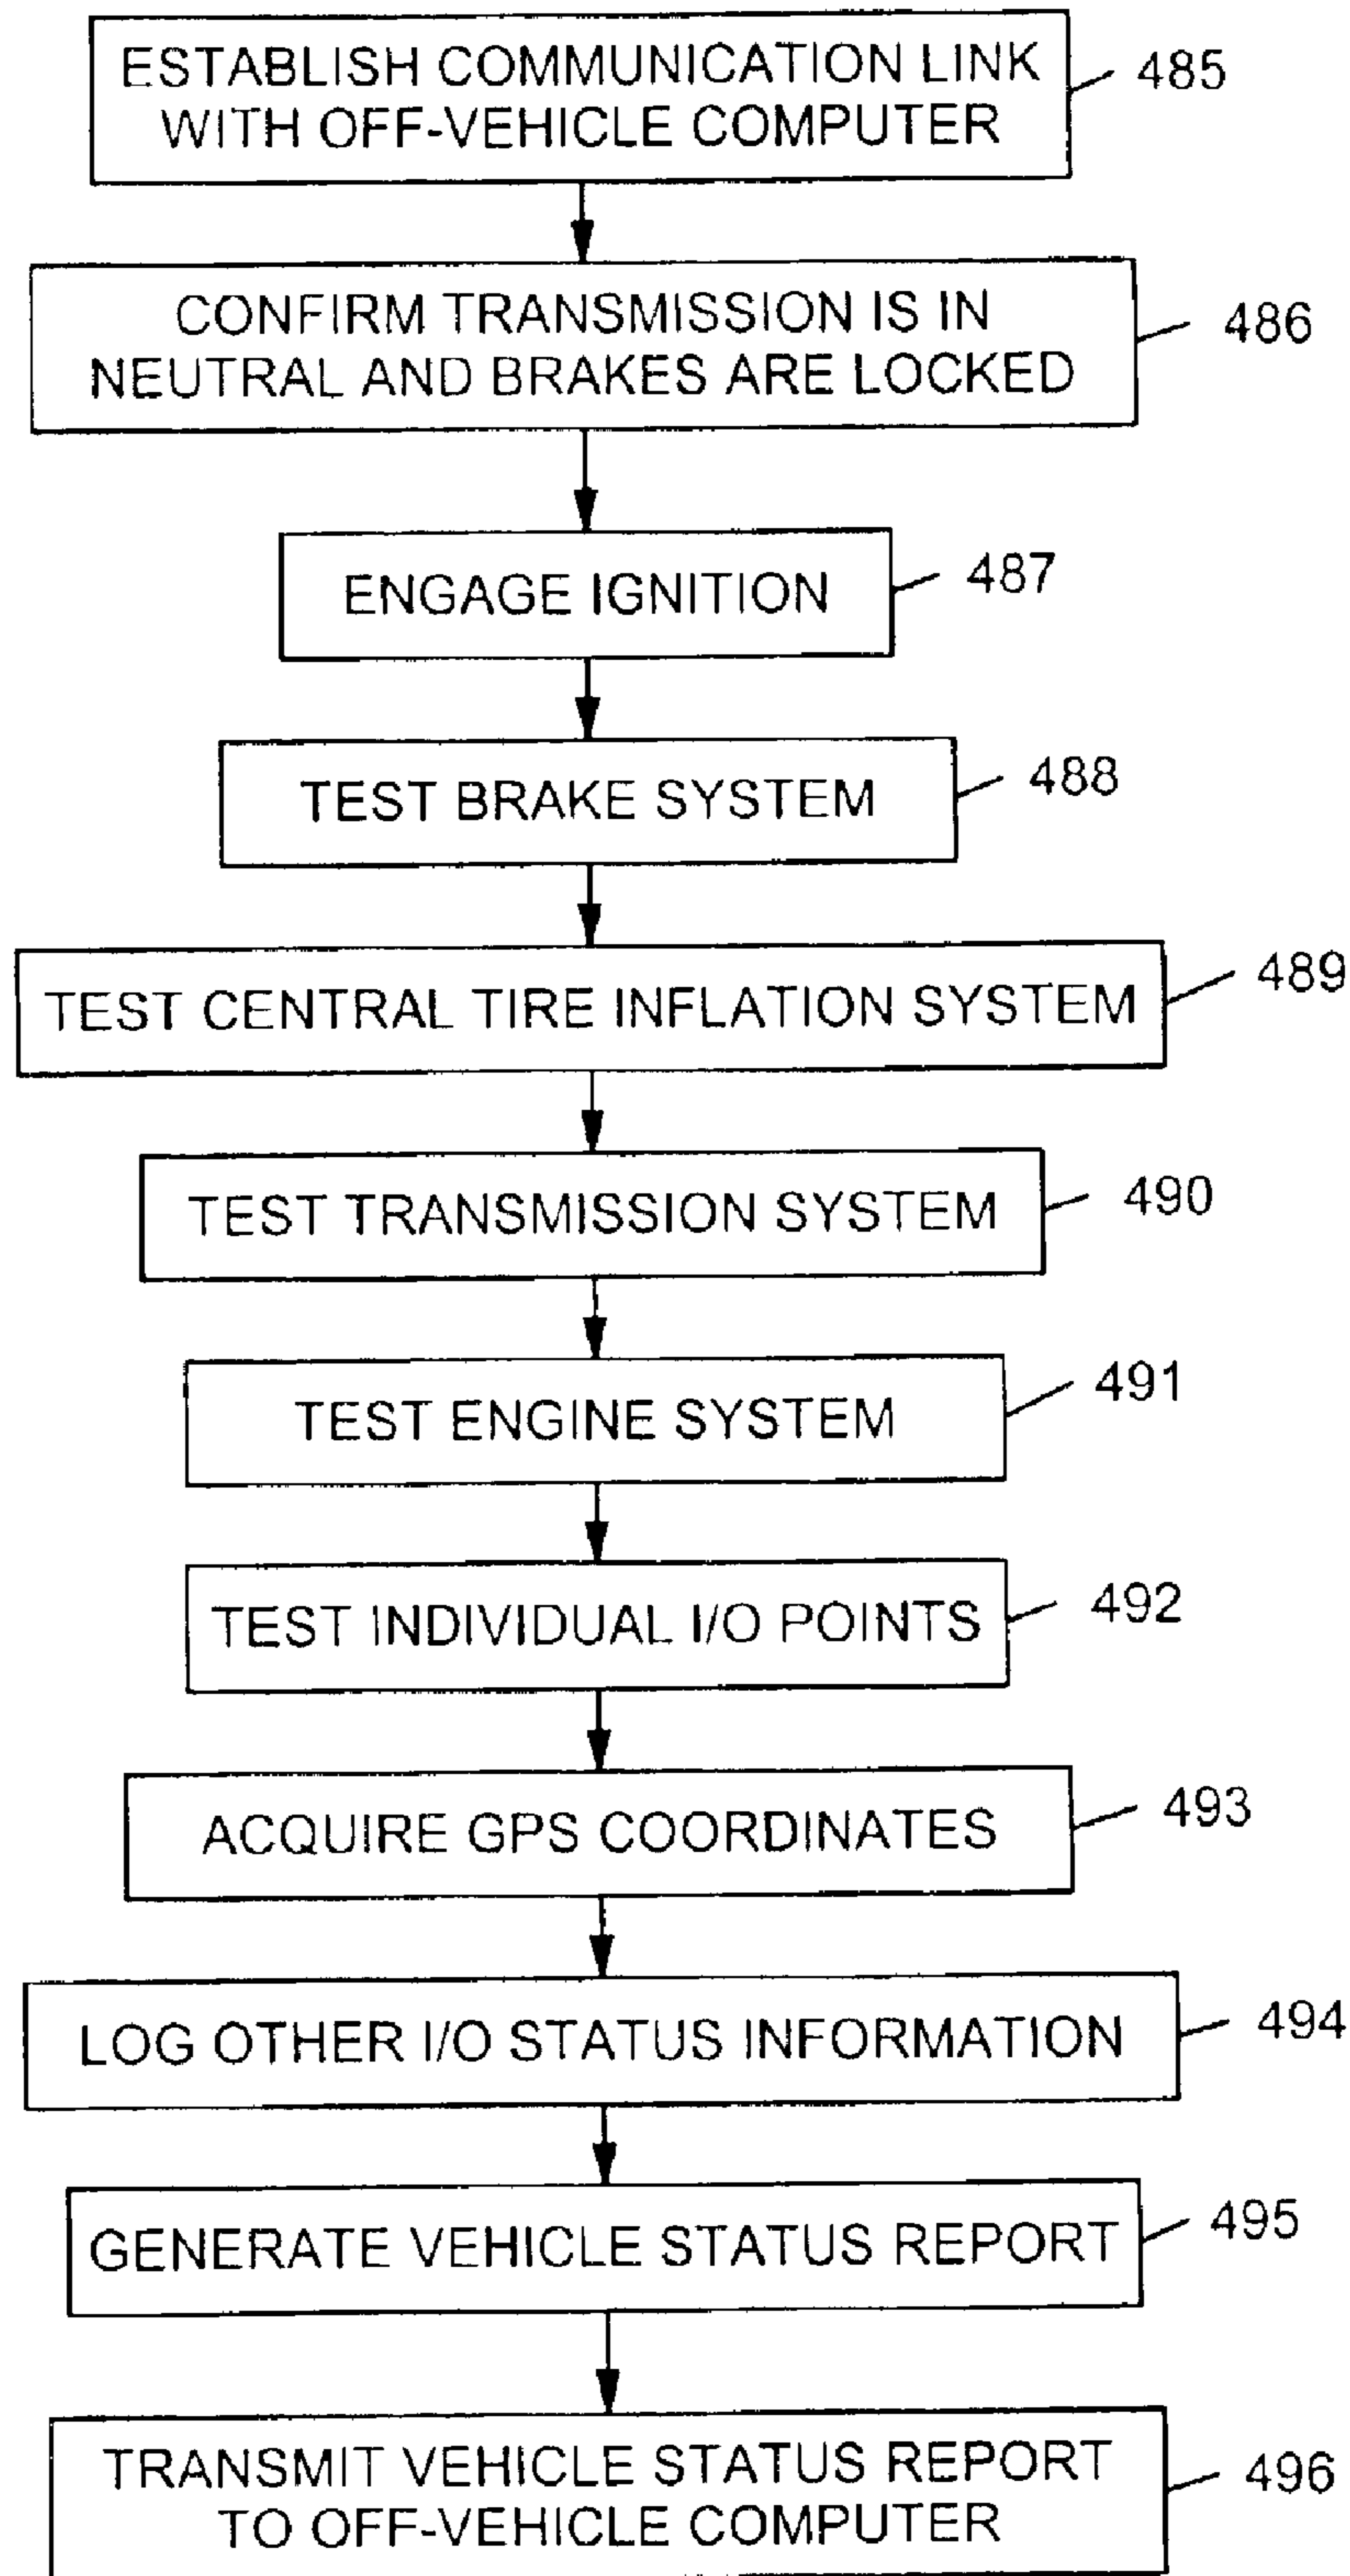 ESTABLISH COMMUNICATION LINK
WITH OFF-VEHICLE COMPUTER
485
CONFIRM TRANSMISSION IS IN
NEUTRAL AND BRAKES ARE LOCKED
486
ENGAGE IGNITION
487
TEST BRAKE SYSTEM
488
TEST CENTRAL TIRE INFLATION SYSTEM
489
TEST TRANSMISSION SYSTEM
490
TEST ENGINE SYSTEM
491
TEST INDIVIDUAL I/O POINTS
492
ACQUIRE GPS COORDINATES
493
LOG OTHER I/O STATUS INFORMATION
494
GENERATE VEHICLE STATUS REPORT
495
TRANSMIT VEHICLE STATUS REPORT
TO OFF-VEHICLE COMPUTER
496